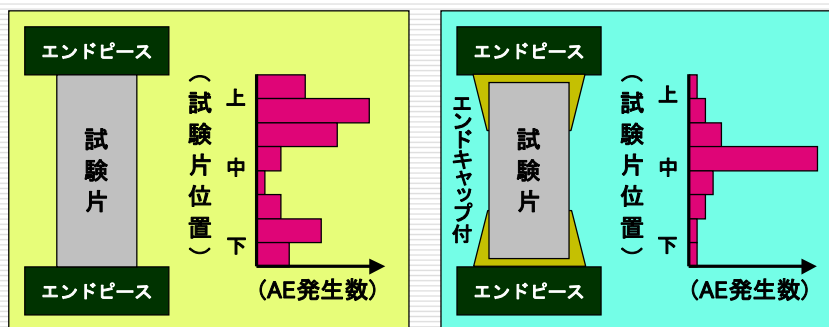 エンドピース
試験片
エンドピース
(試験片位置)
上
中
下
(AE発生数)
エンドピース
エンドキャップ付
試験片
エンドピース
(試験片位置)
上
中
下
(AE発生数)